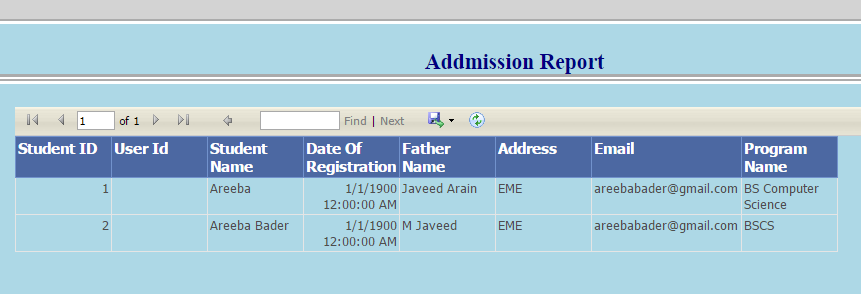 Addmission Report
1 of 1 Find | Next
Student ID User Id Student Name Date Of Registration Father Name Address Email Program Name
1 Areeba 1/1/1900 12:00:00 AM Javeed Arain EME areebabader@gmail.com BS Computer Science
2 Areeba Bader 1/1/1900 12:00:00 AM M Javeed EME areebabader@gmail.com BSCS